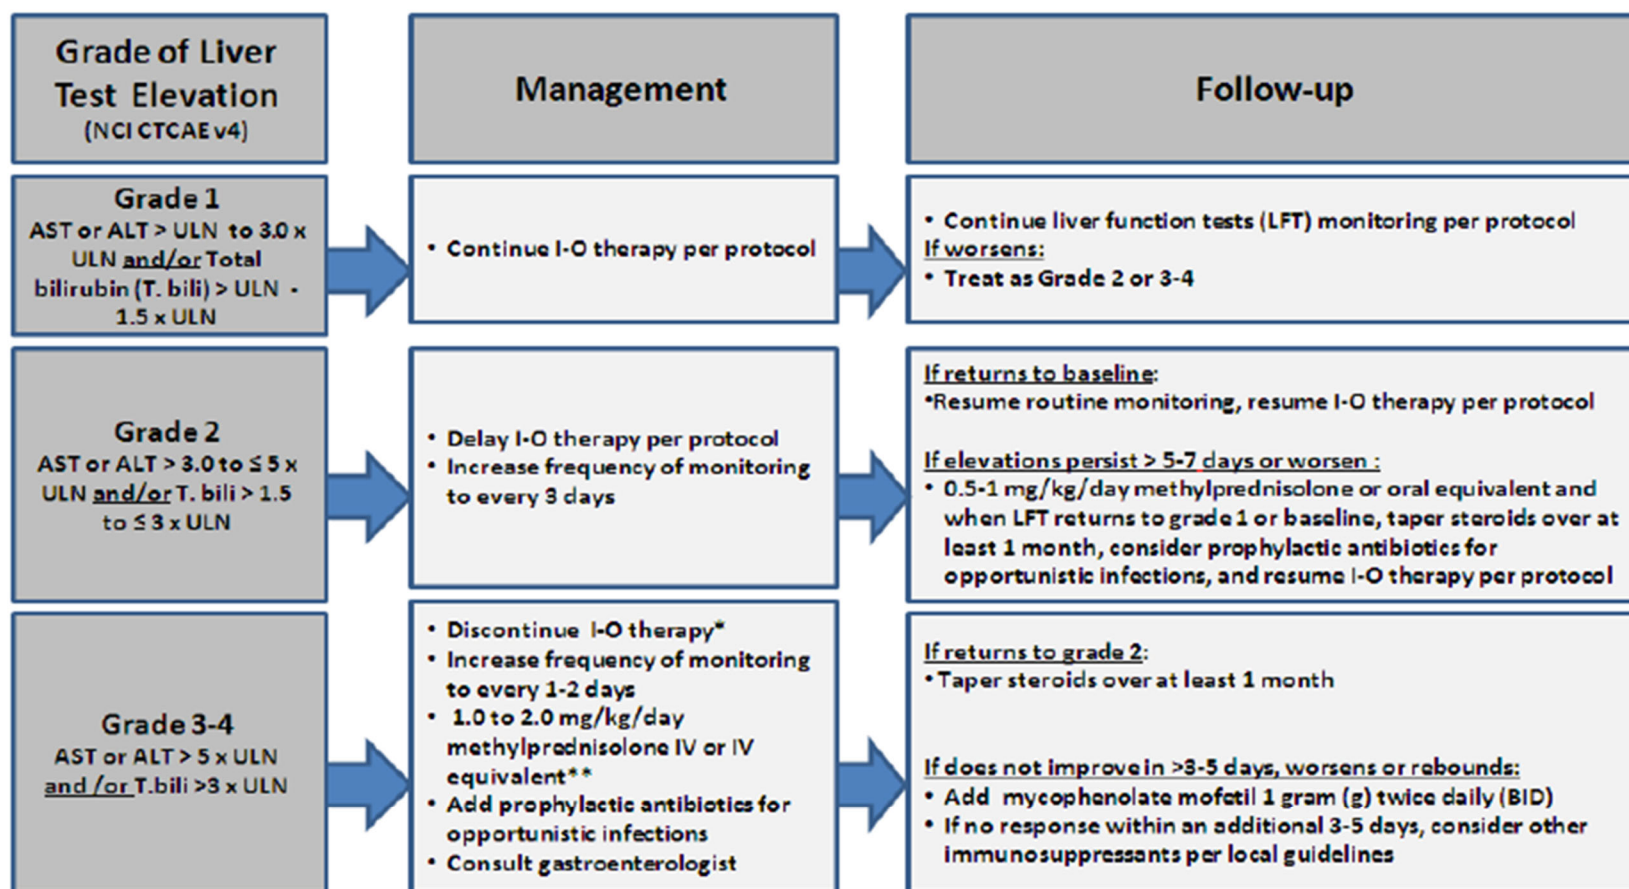 Grade of Liver
Test Elevation
(NCI CTCAE v4)
Management
Follow-up
Grade 1
AST or ALT > ULN to 3.0 x
ULN and/or Total
bilirubin (T. bili) > ULN -
1.5 x ULN
• Continue I-O therapy per protocol
• Continue liver function tests (LFT) monitoring per protocol
If worsens:
• Treat as Grade 2 or 3-4
Grade 2
AST or ALT > 3.0 to ≤ 5 x
ULN and/or T. bili > 1.5
to ≤ 3 x ULN
• Delay I-O therapy per protocol
• Increase frequency of monitoring
to every 3 days
If returns to baseline:
•Resume routine monitoring, resume I-O therapy per protocol
If elevations persist > 5-7 days or worsen :
• 0.5-1 mg/kg/day methylprednisolone or oral equivalent and
when LFT returns to grade 1 or baseline, taper steroids over at
least 1 month, consider prophylactic antibiotics for
opportunistic infections, and resume I-O therapy per protocol
Grade 3-4
AST or ALT > 5 x ULN
and /or T.bili >3 x ULN
• Discontinue I-O therapy*
• Increase frequency of monitoring
to every 1-2 days
• 1.0 to 2.0 mg/kg/day
methylprednisolone IV or IV
equivalent**
• Add prophylactic antibiotics for
opportunistic infections
• Consult gastroenterologist
If returns to grade 2:
• Taper steroids over at least 1 month
If does not improve in >3-5 days, worsens or rebounds:
• Add mycophenolate mofetil 1 gram (g) twice daily (BID)
• If no response within an additional 3-5 days, consider other
immunosuppressants per local guidelines